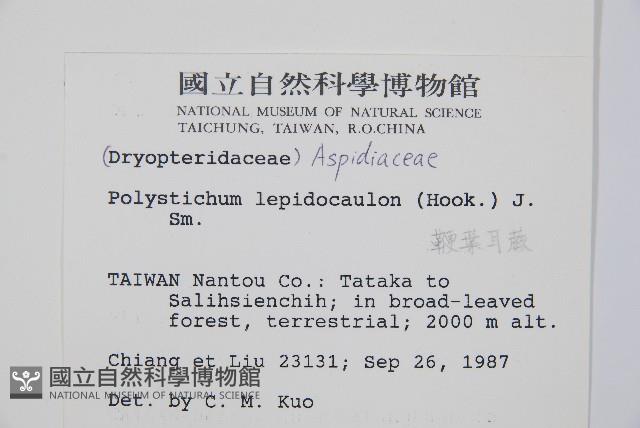 國立自然科學博物館
NATIONAL MUSEUM OF NATURAL SCIENCE
TAICHUNG, TAIWAN, R.O.CHINA
(Dryopteridaceae) Aspidiaceae
Polystichum lepidocaulon (Hook.) J.
Sm.
鞭葉耳蕨
TAIWAN Nantou Co.: Tataka to
Salihsienchih; in broad-leaved
forest, terrestrial; 2000 m alt.
Chiang et Liu 23131; Sep 26, 1987
國立自然科學博物館
NATIONAL MUSEUM OF NATURAL SCIENCE
Det. by C. M. Kuo